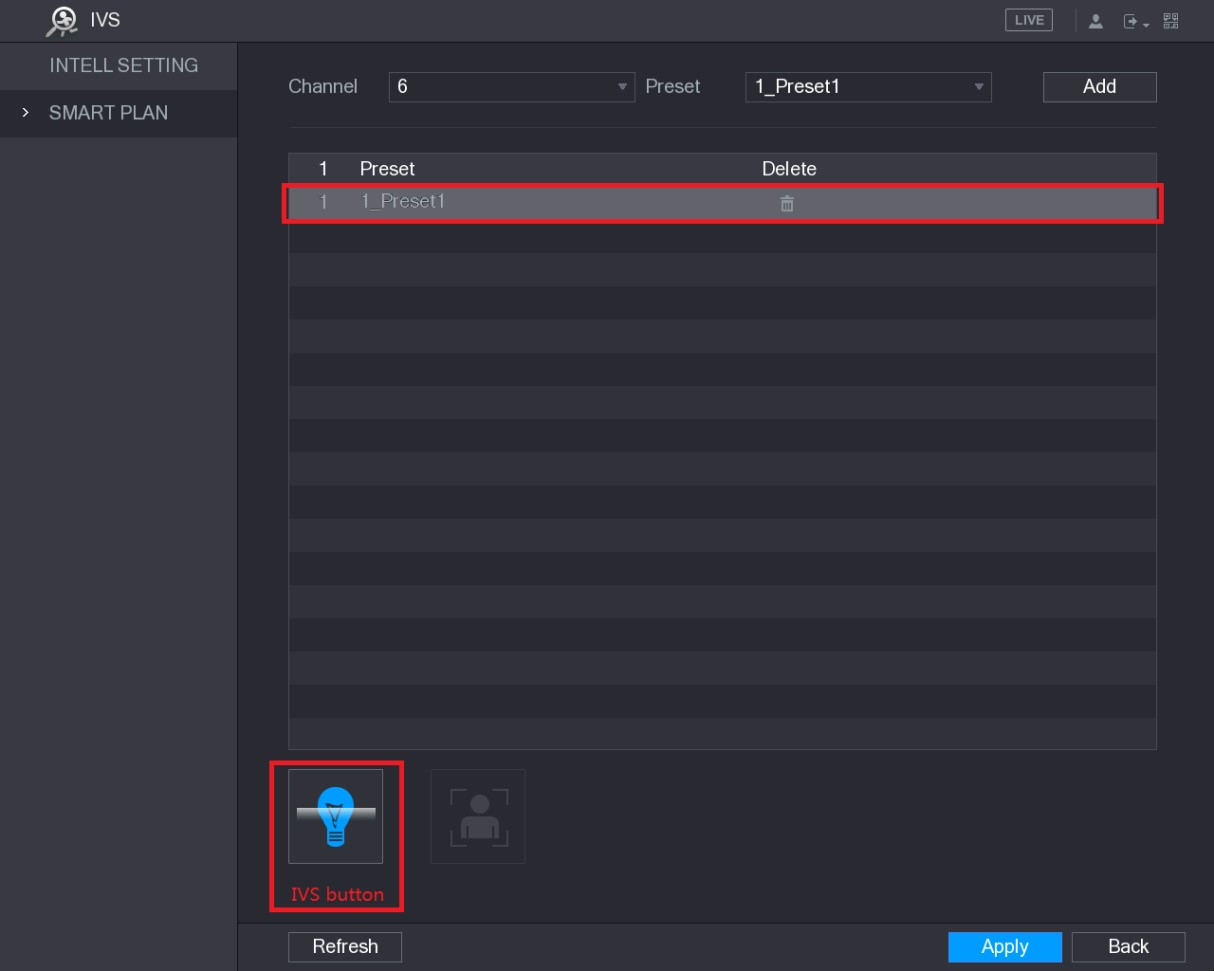 IVS
LIVE
INTELL SETTING
SMART PLAN
Channel 6 Preset 1_Preset1 Add
1 Preset Delete
1 1_Preset1
IVS button
Refresh Apply Back